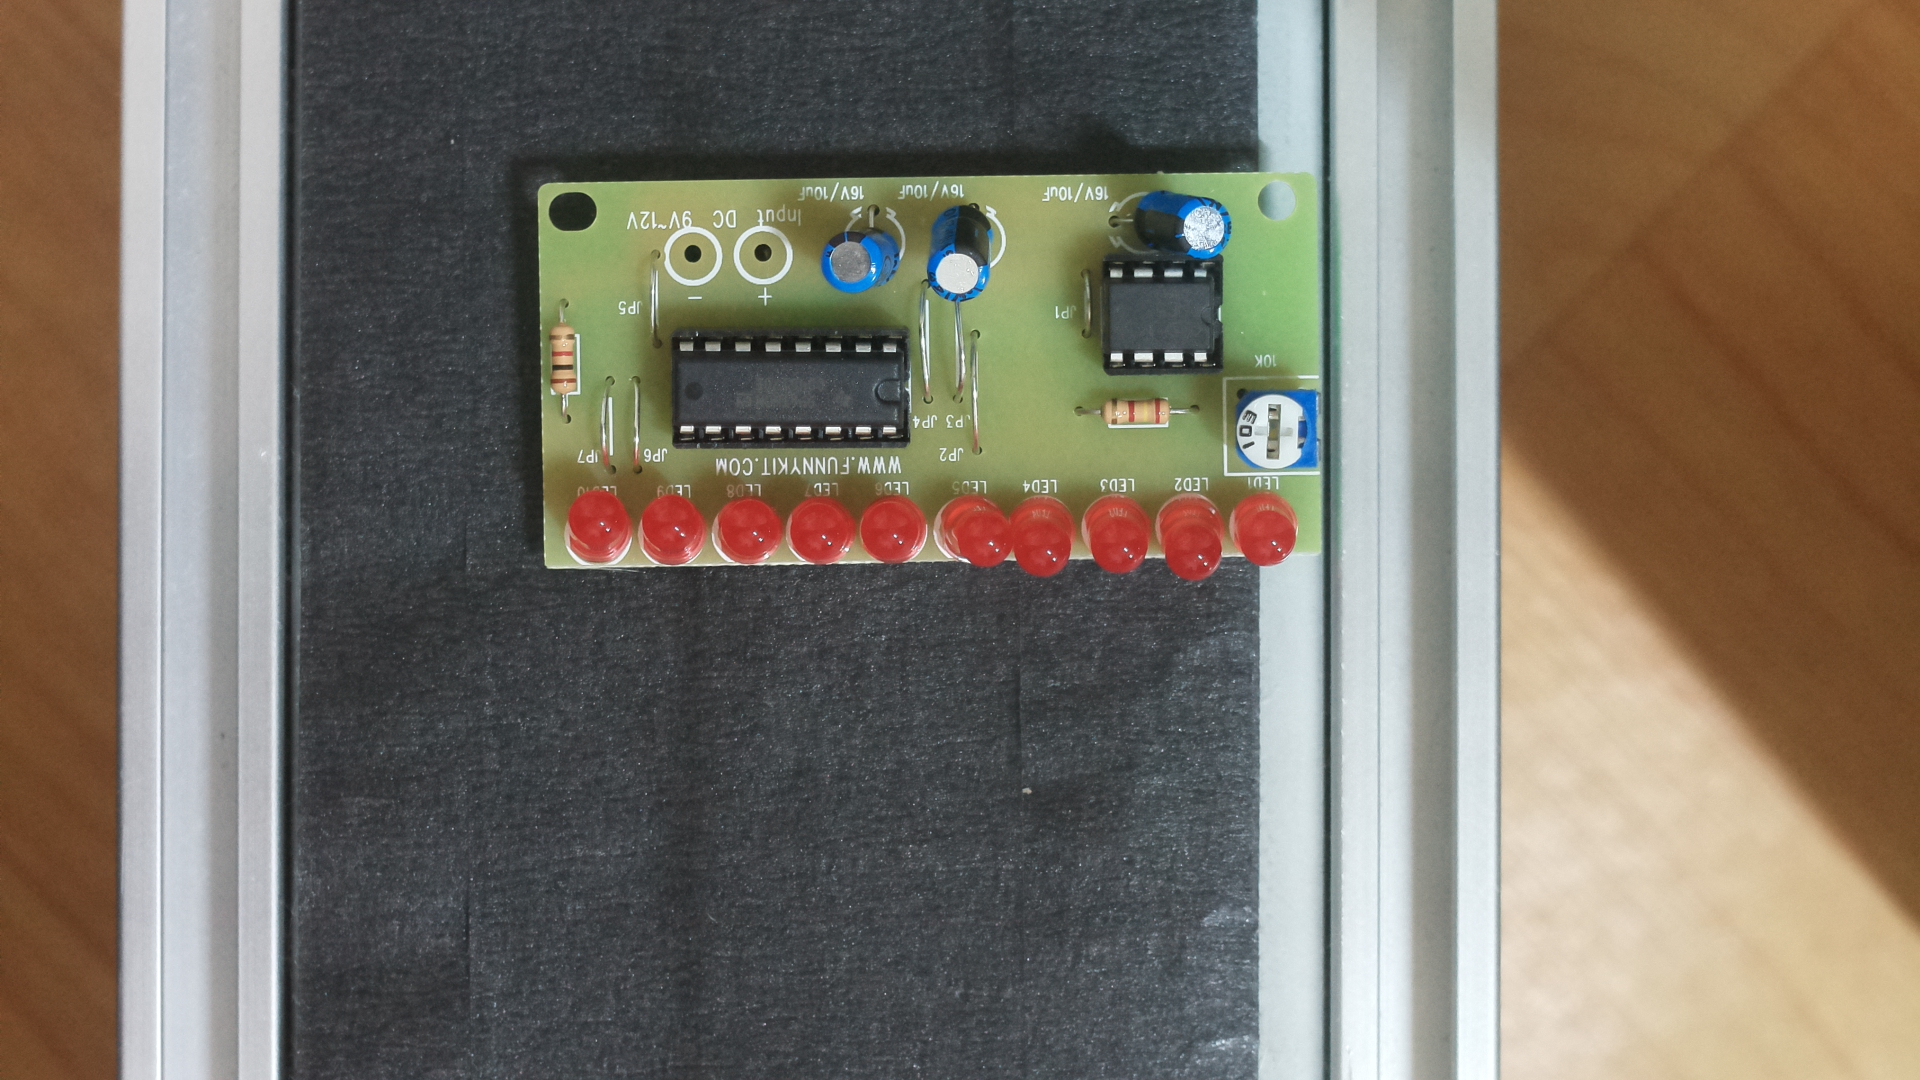 LED1
LED2
LED3
LED4
LED5
LED6
LED7
LED8
LED9
LED10
WWW.FUNNYKIT.COM
JP2
JP6
JP7
JP3
JP4
10K
103
JP1
JP5
+
-
Input DC 9V~12V
16V/10uF
16V/10uF
16V/10uF